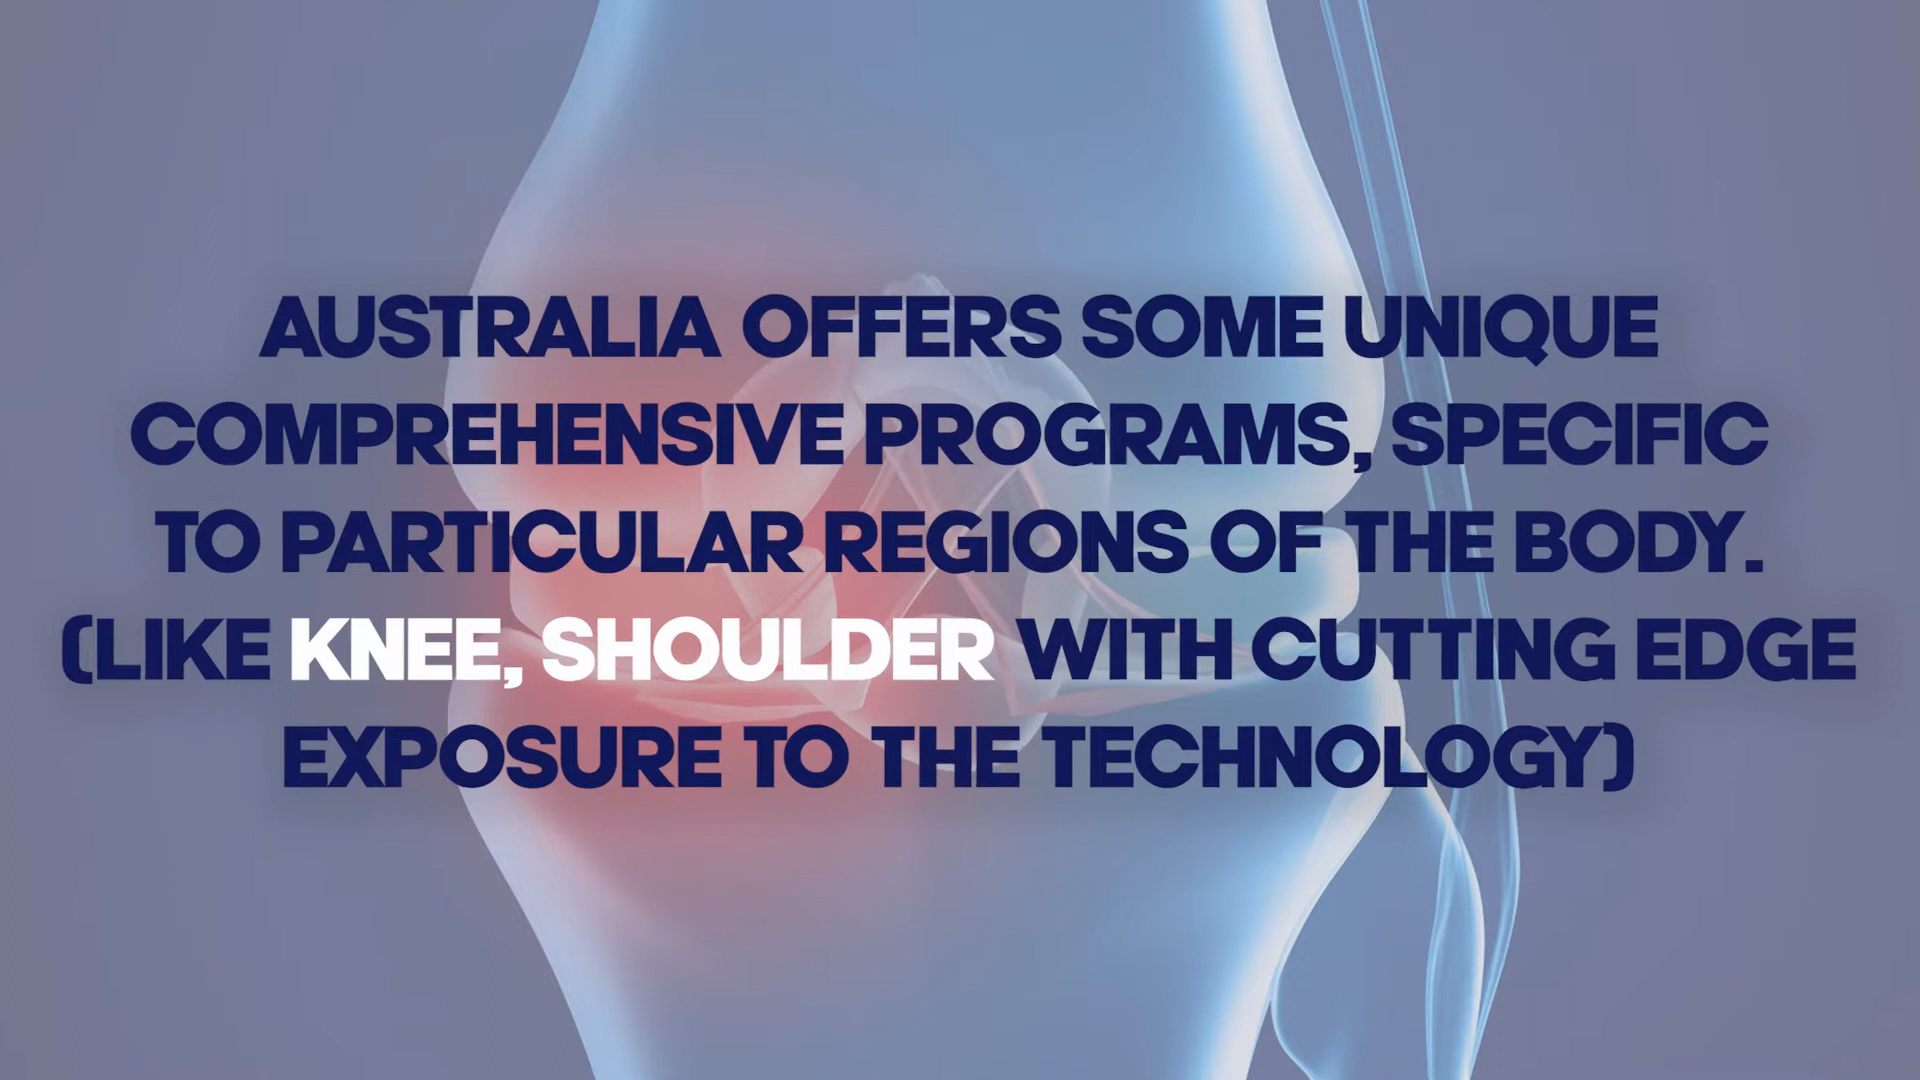 AUSTRALIA OFFERS SOME UNIQUE
COMPREHENSIVE PROGRAMS, SPECIFIC
TO PARTICULAR REGIONS OF THE BODY.
(LIKE KNEE, SHOULDER WITH CUTTING EDGE
EXPOSURE TO THE TECHNOLOGY)